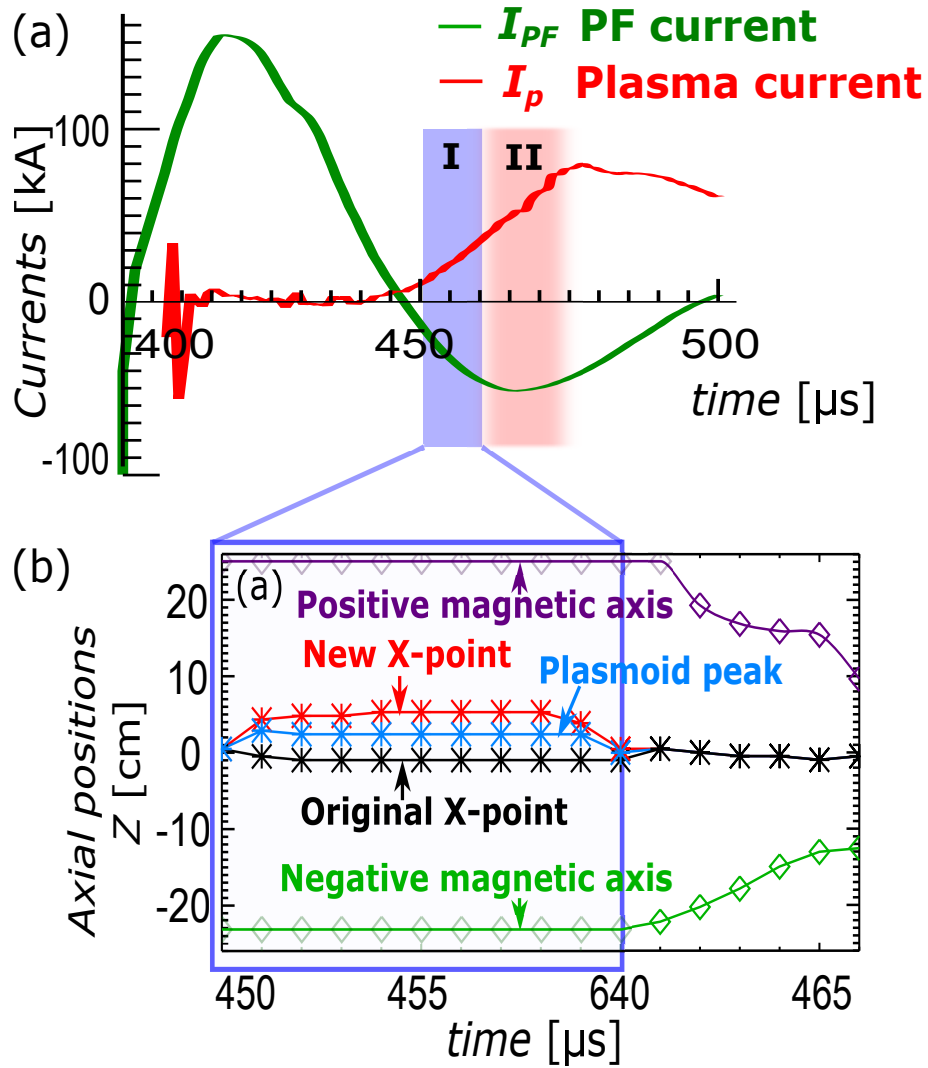 (a)
I_PF PF current
I_p Plasma current
Currents [kA]
100
0
-100
I II
400 450 500
time [μs]
(b)
(a)
Axial positions
Z [cm]
20
10
0
-10
-20
Positive magnetic axis
New X-point
Plasmoid peak
Original X-point
Negative magnetic axis
450 455 640 465
time [μs]